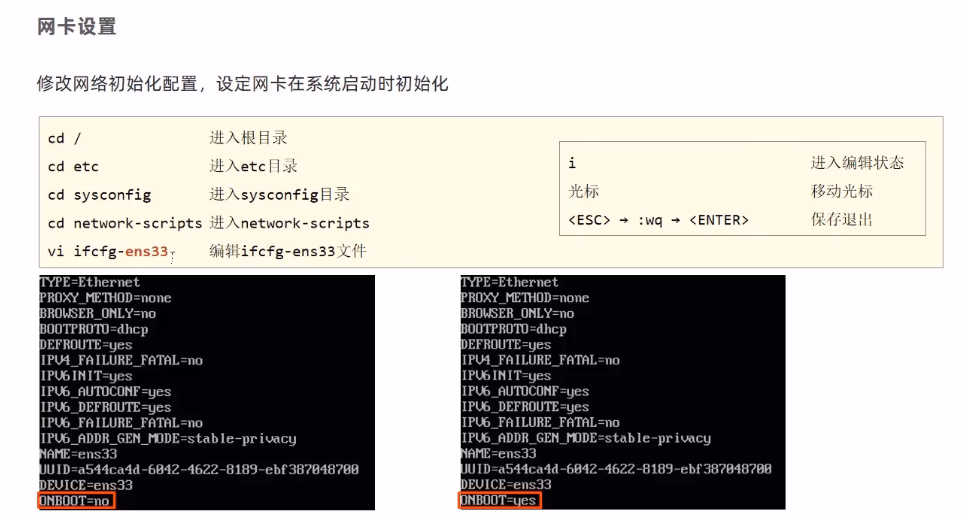 网卡设置
修改网络初始化配置，设定网卡在系统启动时初始化
cd / 进入根目录
cd etc 进入etc目录
cd sysconfig 进入sysconfig目录
cd network-scripts 进入network-scripts
vi ifcfg-ens33 编辑ifcfg-ens33文件
i 进入编辑状态
光标 移动光标
<ESC> → :wq → <ENTER> 保存退出
TYPE=Ethernet
PROXY_METHOD=none
BROWSER_ONLY=no
BOOTPROTO=dhcp
DEFROUTE=yes
IPV4_FAILURE_FATAL=no
IPV6INIT=yes
IPV6_AUTOCONF=yes
IPV6_DEFROUTE=yes
IPV6_FAILURE_FATAL=no
IPV6_ADDR_GEN_MODE=stable-privacy
NAME=ens33
UUID=a544ca4d-6042-4622-8189-ebf387048700
DEVICE=ens33
ONBOOT=no
TYPE=Ethernet
PROXY_METHOD=none
BROWSER_ONLY=no
BOOTPROTO=dhcp
DEFROUTE=yes
IPV4_FAILURE_FATAL=no
IPV6INIT=yes
IPV6_AUTOCONF=yes
IPV6_DEFROUTE=yes
IPV6_FAILURE_FATAL=no
IPV6_ADDR_GEN_MODE=stable-privacy
NAME=ens33
UUID=a544ca4d-6042-4622-8189-ebf387048700
DEVICE=ens33
ONBOOT=yes